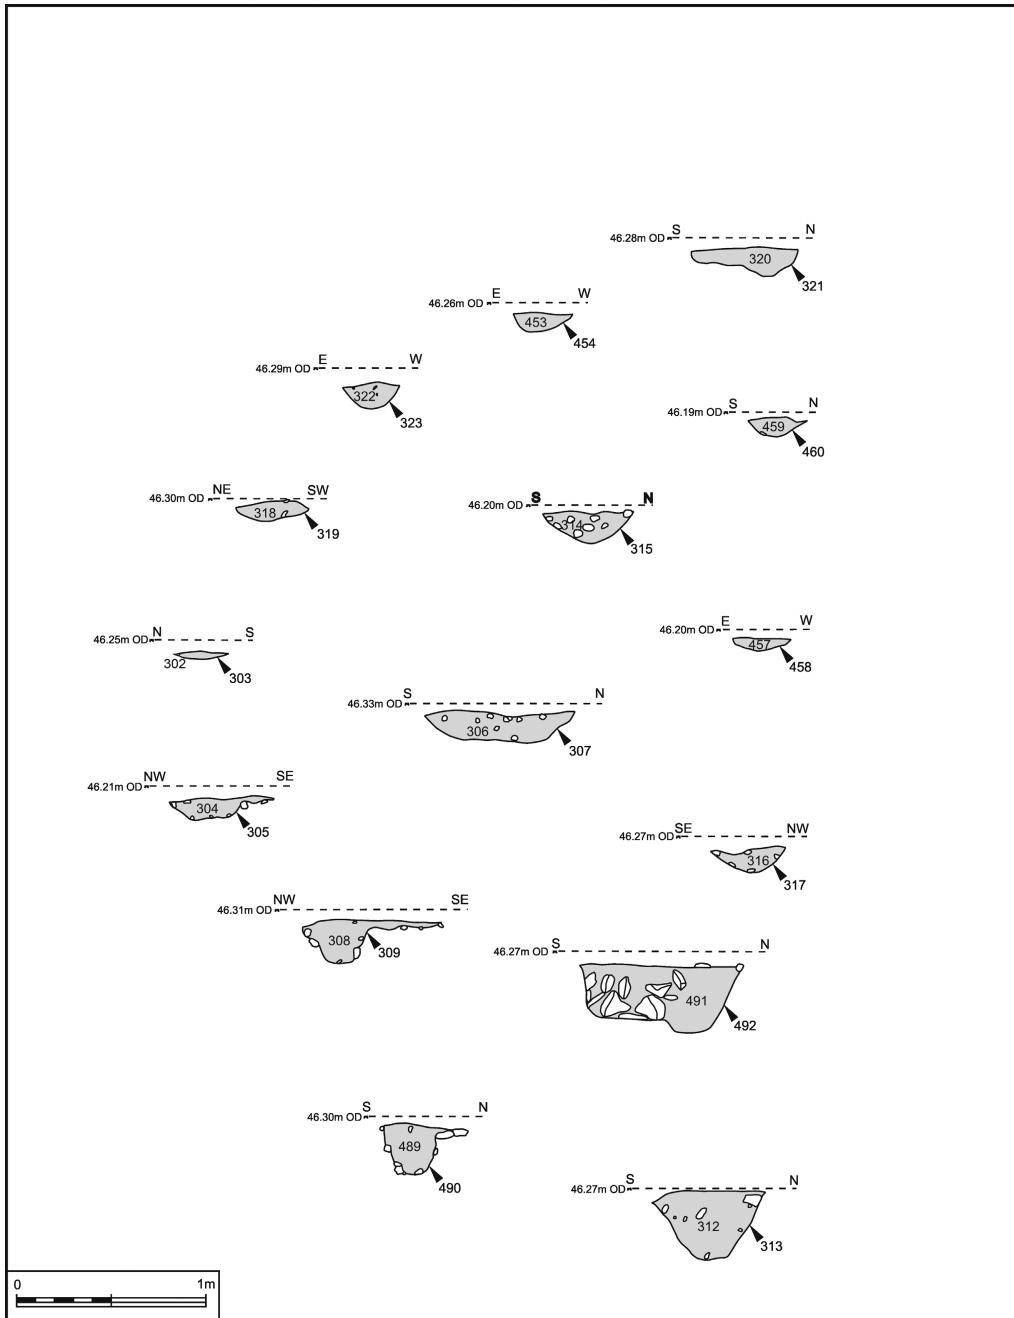 S N
46.28m OD
320
321
E W
46.26m OD
453
454
E W
46.29m OD
322
323
S N
46.19m OD
459
460
NE SW
46.30m OD
318
319
S N
46.20m OD
314
315
N S
46.25m OD
302
303
E W
46.20m OD
457
458
S N
46.33m OD
306
307
NW SE
46.21m OD
304
305
SE NW
46.27m OD
316
317
NW SE
46.31m OD
308
309
S N
46.27m OD
491
492
S N
46.30m OD
489
490
S N
46.27m OD
312
313
0 1m